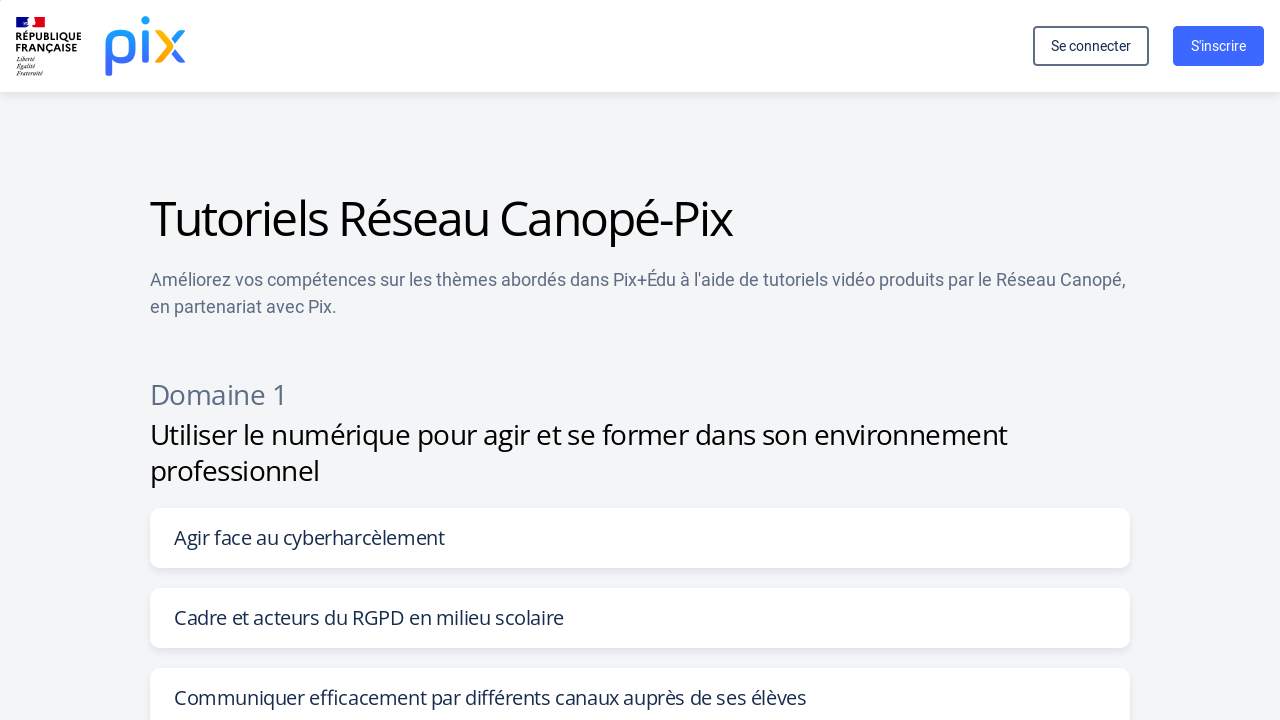 RÉPUBLIQUE
FRANÇAISE
Liberté
Égalité
Fraternité
pix
Se connecter
S'inscrire
Tutoriels Réseau Canopé-Pix
Améliorez vos compétences sur les thèmes abordés dans Pix+Édu à l'aide de tutoriels vidéo produits par le Réseau Canopé,
en partenariat avec Pix.
Domaine 1
Utiliser le numérique pour agir et se former dans son environnement
professionnel
Agir face au cyberharcèlement
Cadre et acteurs du RGPD en milieu scolaire
Communiquer efficacement par différents canaux auprès de ses élèves